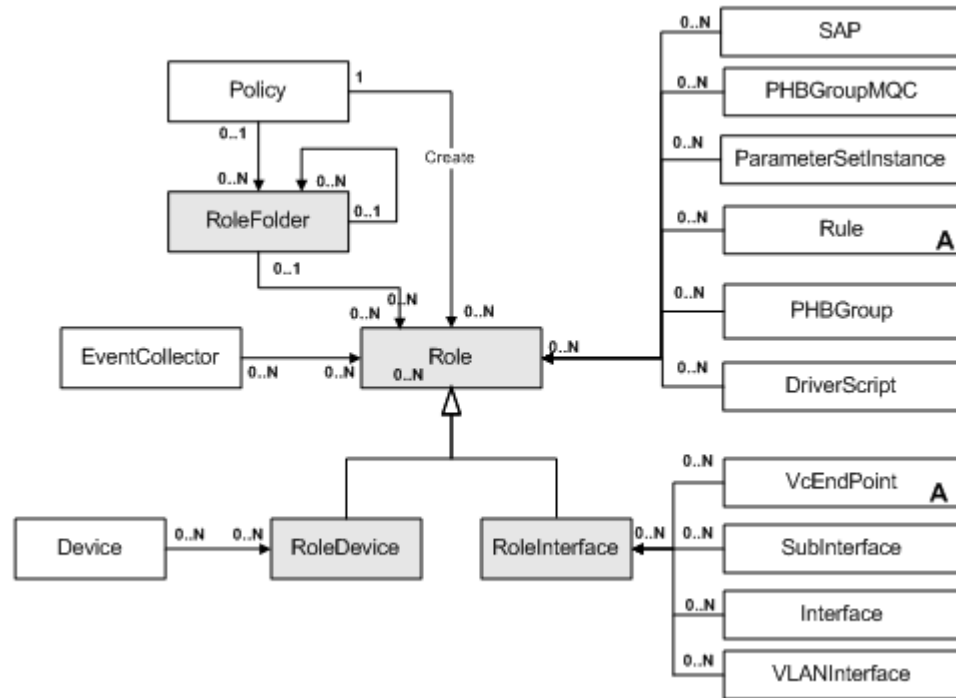 0..N
SAP
Policy
1
0..N
PHBGroupMQC
0..1
Create
0..N
ParameterSetInstance
0..N
0..N
RoleFolder
0..1
0..N
Rule
A
0..1
0..N
PHBGroup
0..N
0..N
0..N
EventCollector
0..N
0..N
Role
0..N
0..N
0..N
DriverScript
0..N
VcEndPoint
A
Device
0..N
0..N
RoleDevice
RoleInterface
0..N
0..N
SubInterface
0..N
Interface
0..N
VLANInterface